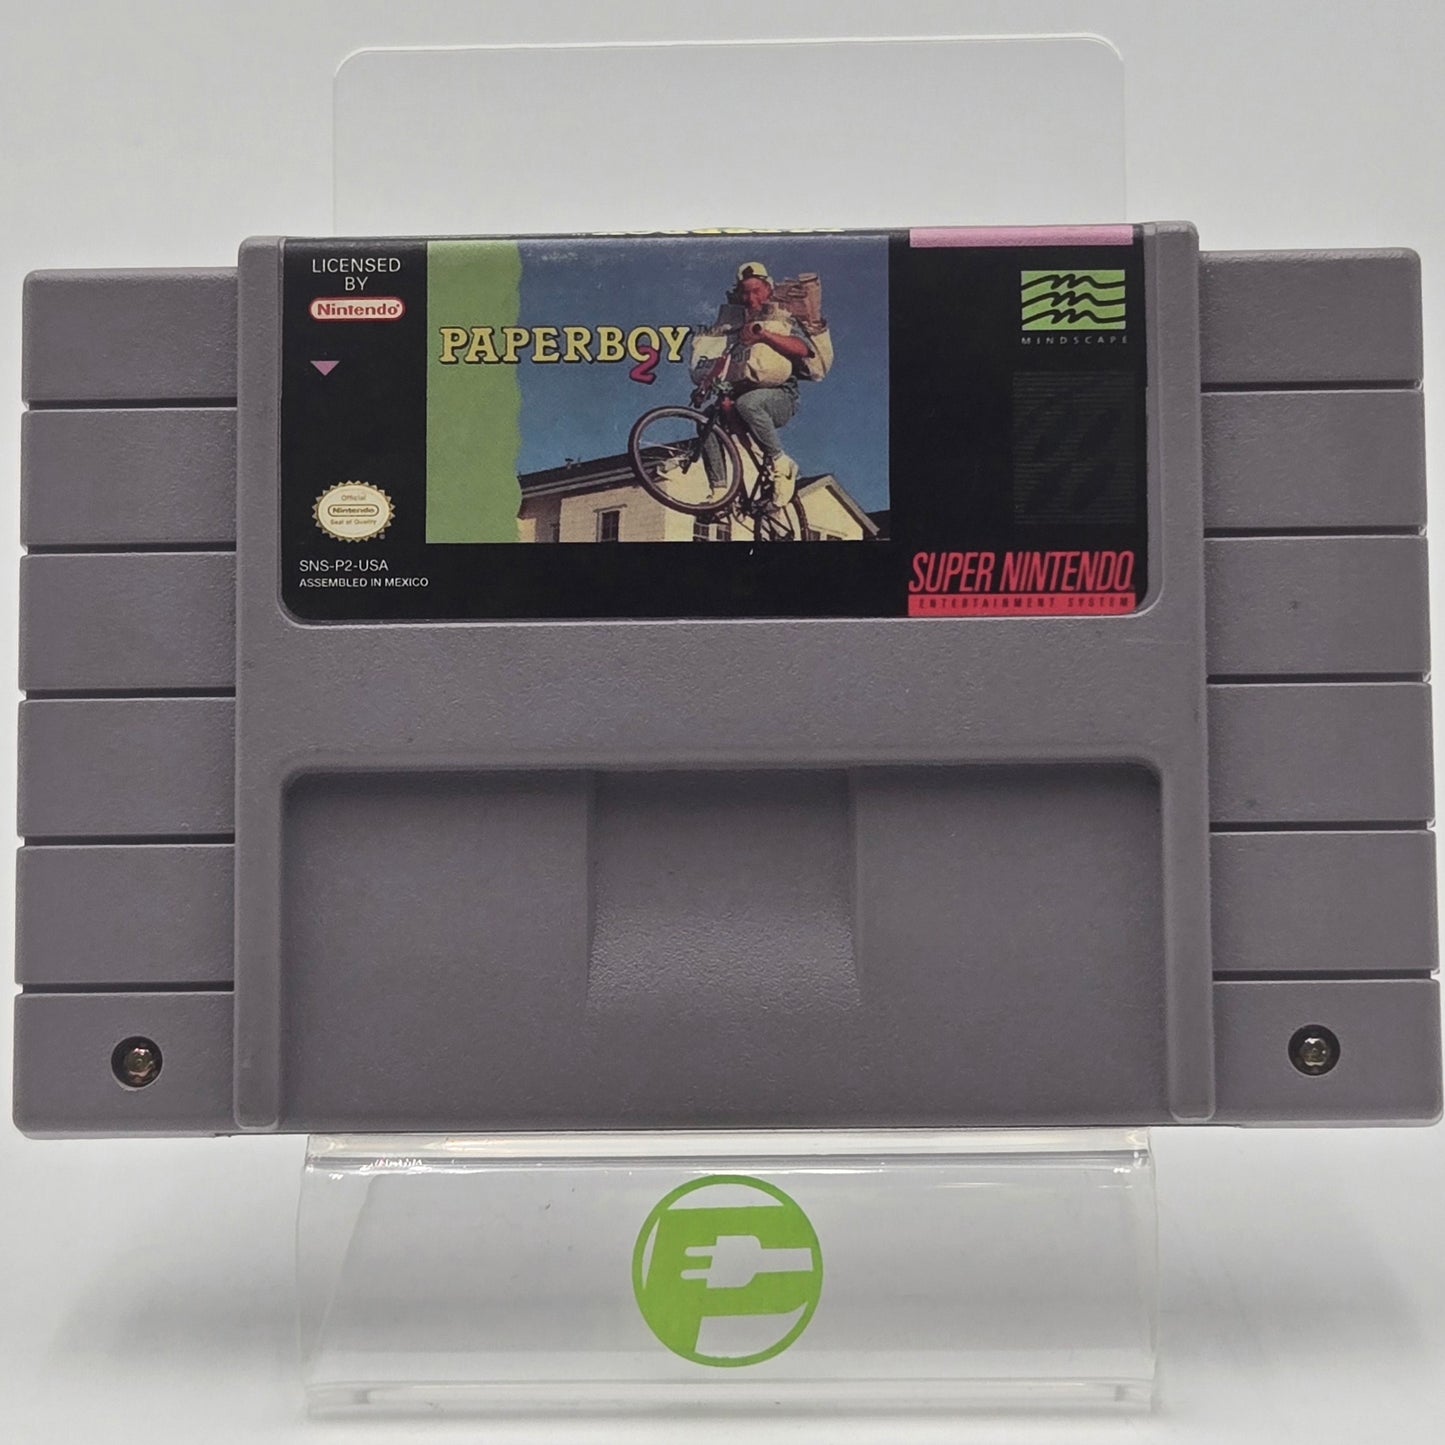 LICENSED
BY
Nintendo®
PAPERBOY™
2
MINDSCAPE
Official
Nintendo
Seal of Quality
SNS-P2-USA
ASSEMBLED IN MEXICO
SUPER NINTENDO
ENTERTAINMENT SYSTEM